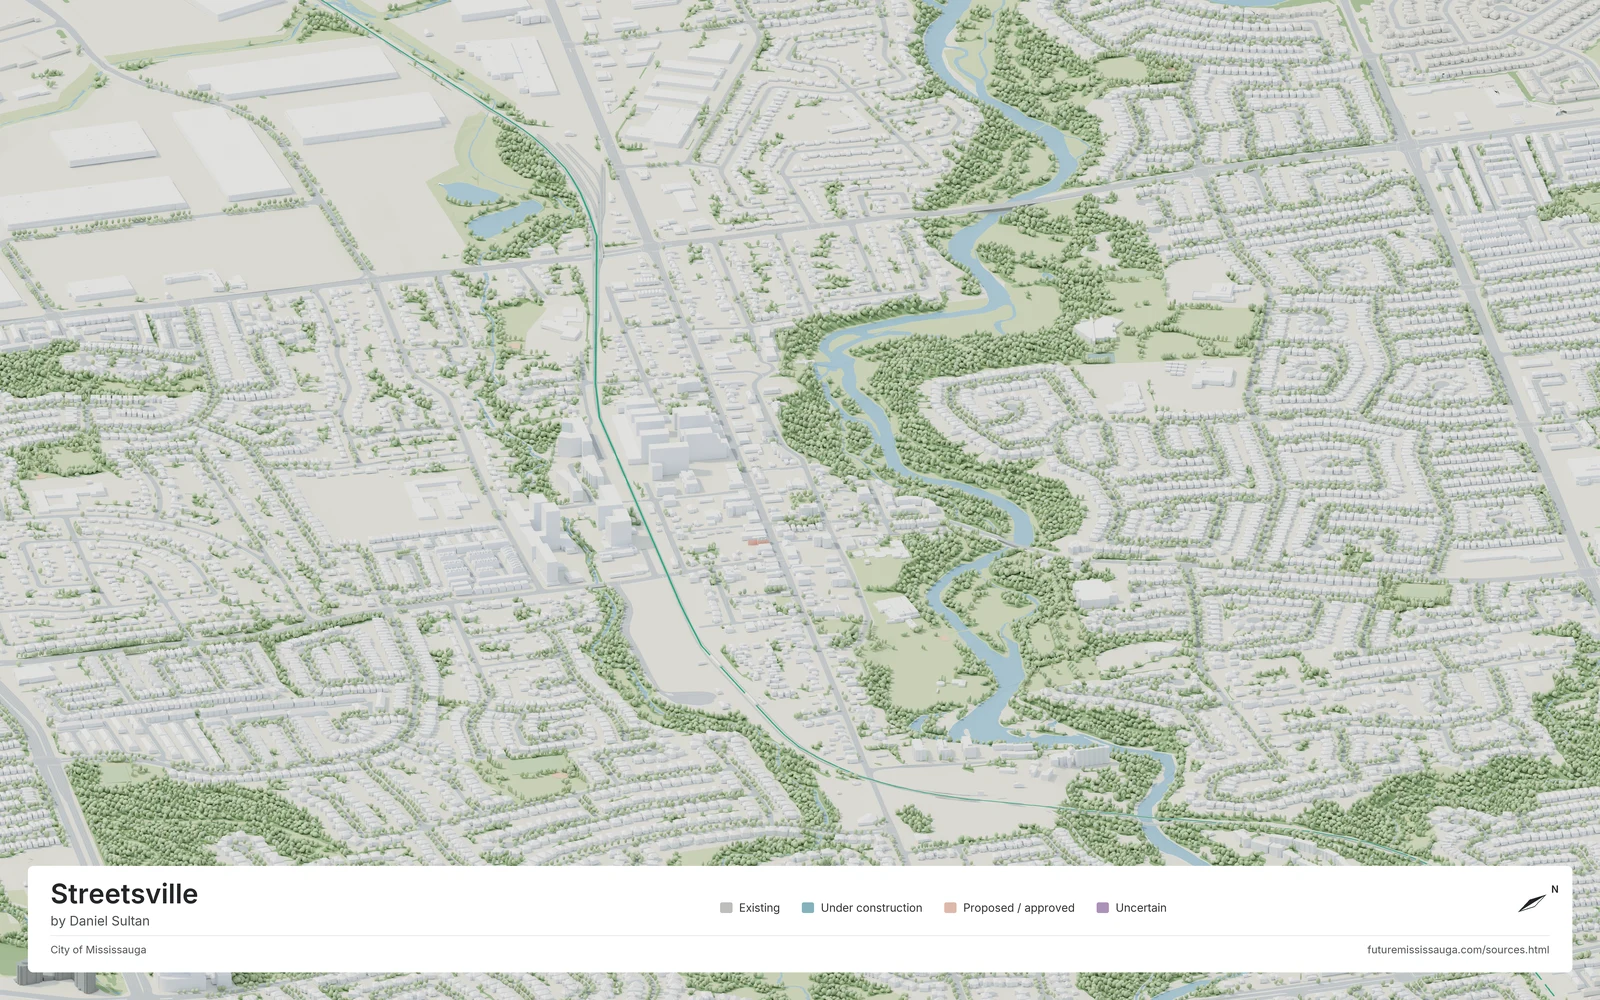 Streetsville
by Daniel Sultan
Existing
Under construction
Proposed / approved
Uncertain
N
City of Mississauga
futuremississauga.com/sources.html